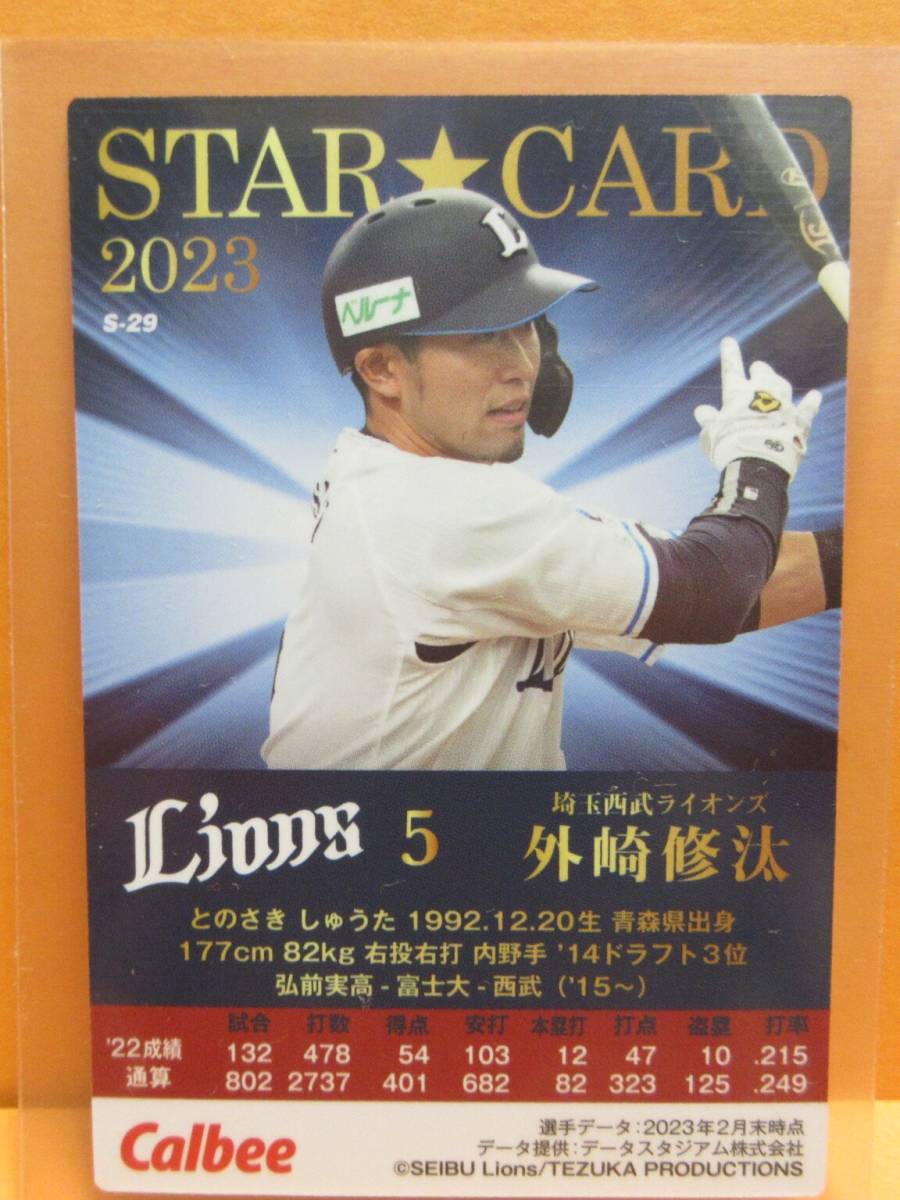 STAR★CARD
2023
S-29
L
ベルーナ
Lions 5
埼玉西武ライオンズ
外崎修汰
とのさき しゅうた 1992.12.20生 青森県出身
177cm 82kg 右投右打 内野手 '14ドラフト3位
弘前実高 - 富士大 - 西武 ('15〜)
試合 打数 得点 安打 本塁打 打点 盗塁 打率
'22成績 132 478 54 103 12 47 10 .215
通算 802 2737 401 682 82 323 125 .249
Calbee
選手データ：2023年2月末時点
データ提供：データスタジアム株式会社
©SEIBU Lions/TEZUKA PRODUCTIONS